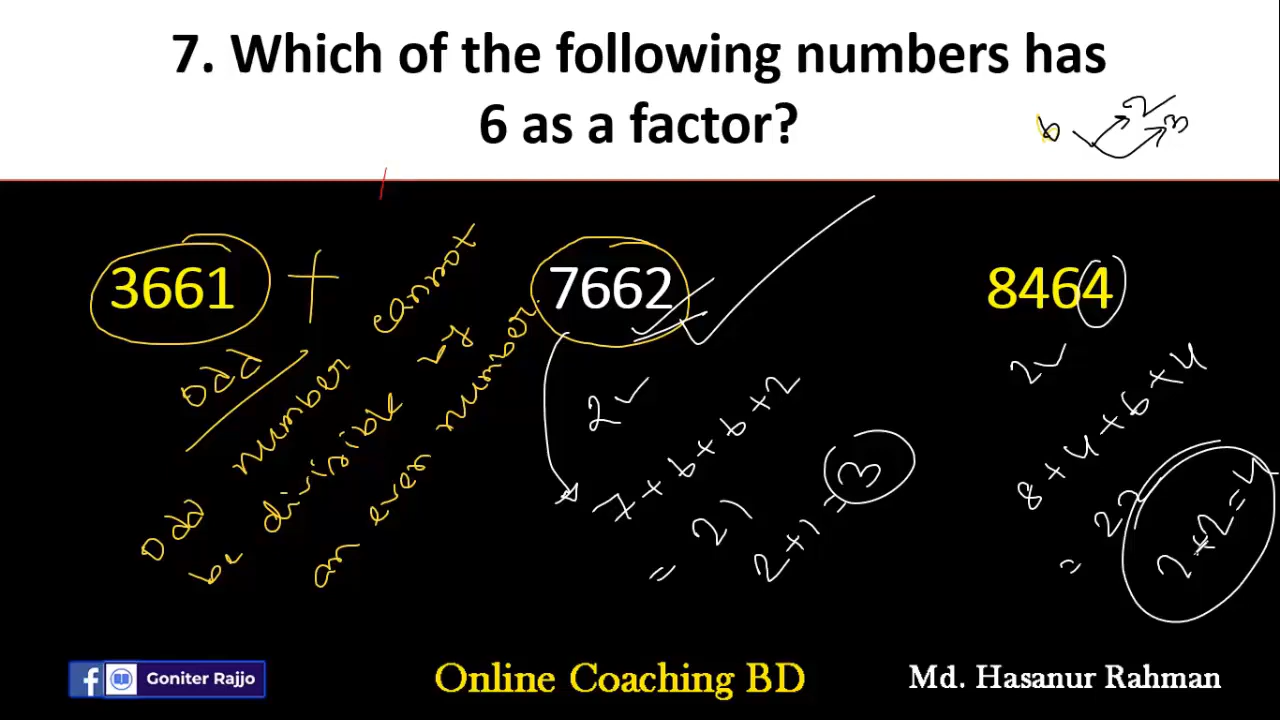 7. Which of the following numbers has
6 as a factor?
6
2
3
3661
7662
8464
odd
odd number cannot
be divisible by
an even number.
2 ✓
7+6+6+2
= 21
2+1=3
2 ✓
8+4+6+4
= 22
2+2=4
f Goniter Rajjo
Online Coaching BD
Md. Hasanur Rahman